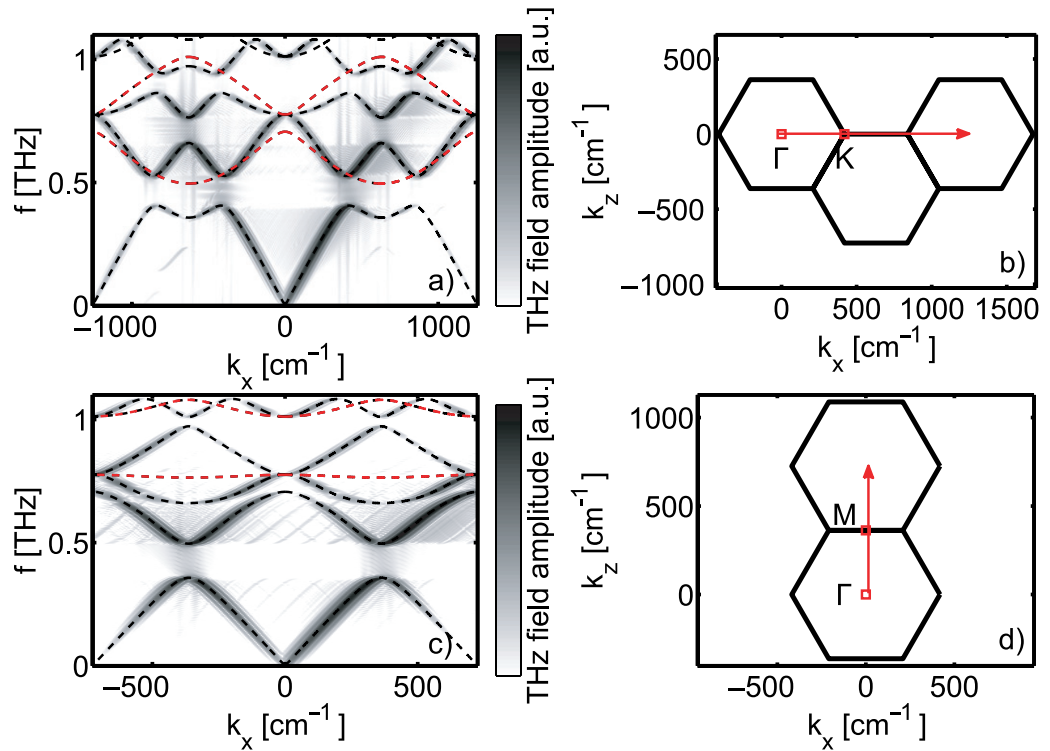 1
0.5
0
f [THz]
−1000
0
1000
k_x [cm⁻¹]
a)
THz field amplitude [a.u.]
500
0
−500
−1000
k_z [cm⁻¹]
Γ
K
b)
0
500
1000
1500
k_x [cm⁻¹]
1
0.5
0
f [THz]
−500
0
500
k_x [cm⁻¹]
c)
THz field amplitude [a.u.]
1000
500
0
k_z [cm⁻¹]
M
Γ
d)
−500
0
500
k_x [cm⁻¹]